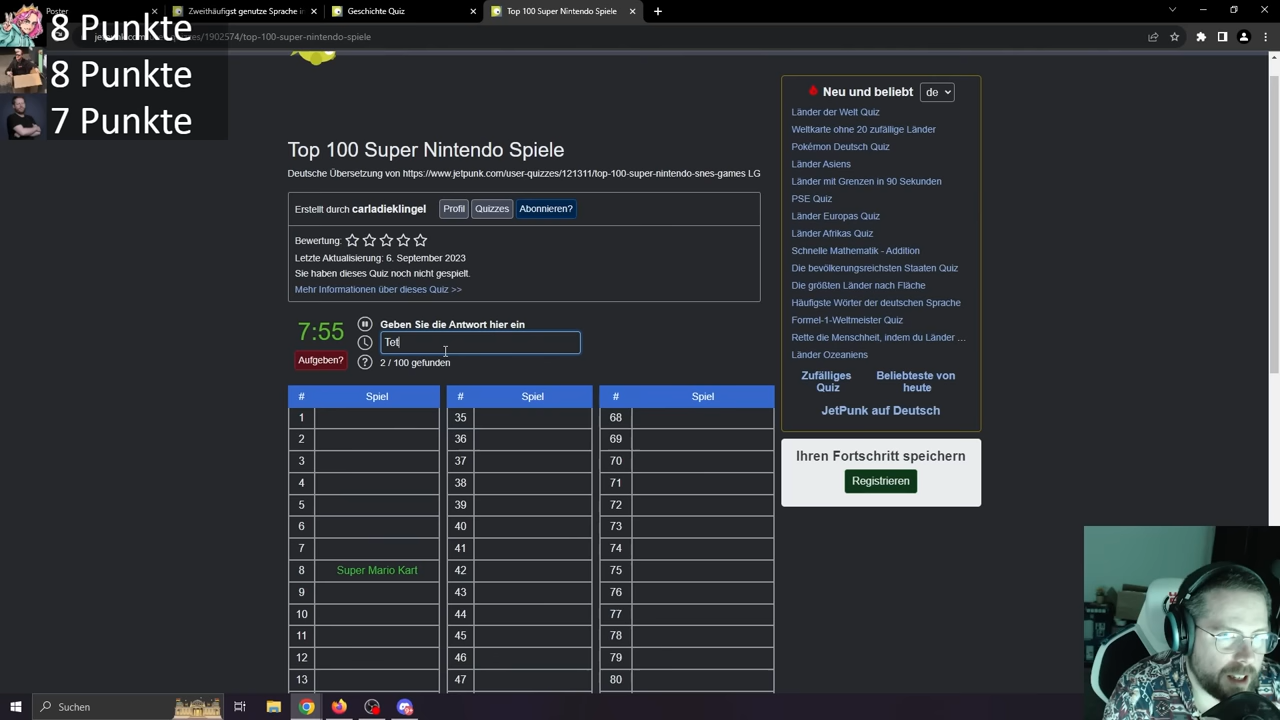 Poster
Zweithäufigst genutze Sprache i
Geschichte Quiz
Top 100 Super Nintendo Spiele
8 Punkte
8 Punkte
7 Punkte
/1902574/top-100-super-nintendo-spiele
Top 100 Super Nintendo Spiele
Deutsche Übersetzung von https://www.jetpunk.com/user-quizzes/121311/top-100-super-nintendo-snes-games LG
Erstellt durch carladieklingel
Profil
Quizzes
Abonnieren?
Bewertung:
Letzte Aktualisierung: 6. September 2023
Sie haben dieses Quiz noch nicht gespielt.
Mehr Informationen über dieses Quiz >>
7:55
Geben Sie die Antwort hier ein
Tet
Aufgeben?
2 / 100 gefunden
# Spiel # Spiel # Spiel
1 35 68
2 36 69
3 37 70
4 38 71
5 39 72
6 40 73
7 41 74
8 Super Mario Kart 42 75
9 43 76
10 44 77
11 45 78
12 46 79
13 47 80
Neu und beliebt
de
Länder der Welt Quiz
Weltkarte ohne 20 zufällige Länder
Pokémon Deutsch Quiz
Länder Asiens
Länder mit Grenzen in 90 Sekunden
PSE Quiz
Länder Europas Quiz
Länder Afrikas Quiz
Schnelle Mathematik - Addition
Die bevölkerungsreichsten Staaten Quiz
Die größten Länder nach Fläche
Häufigste Wörter der deutschen Sprache
Formel-1-Weltmeister Quiz
Rette die Menschheit, indem du Länder ...
Länder Ozeaniens
Zufälliges Quiz
Beliebteste von heute
JetPunk auf Deutsch
Ihren Fortschritt speichern
Registrieren
Suchen